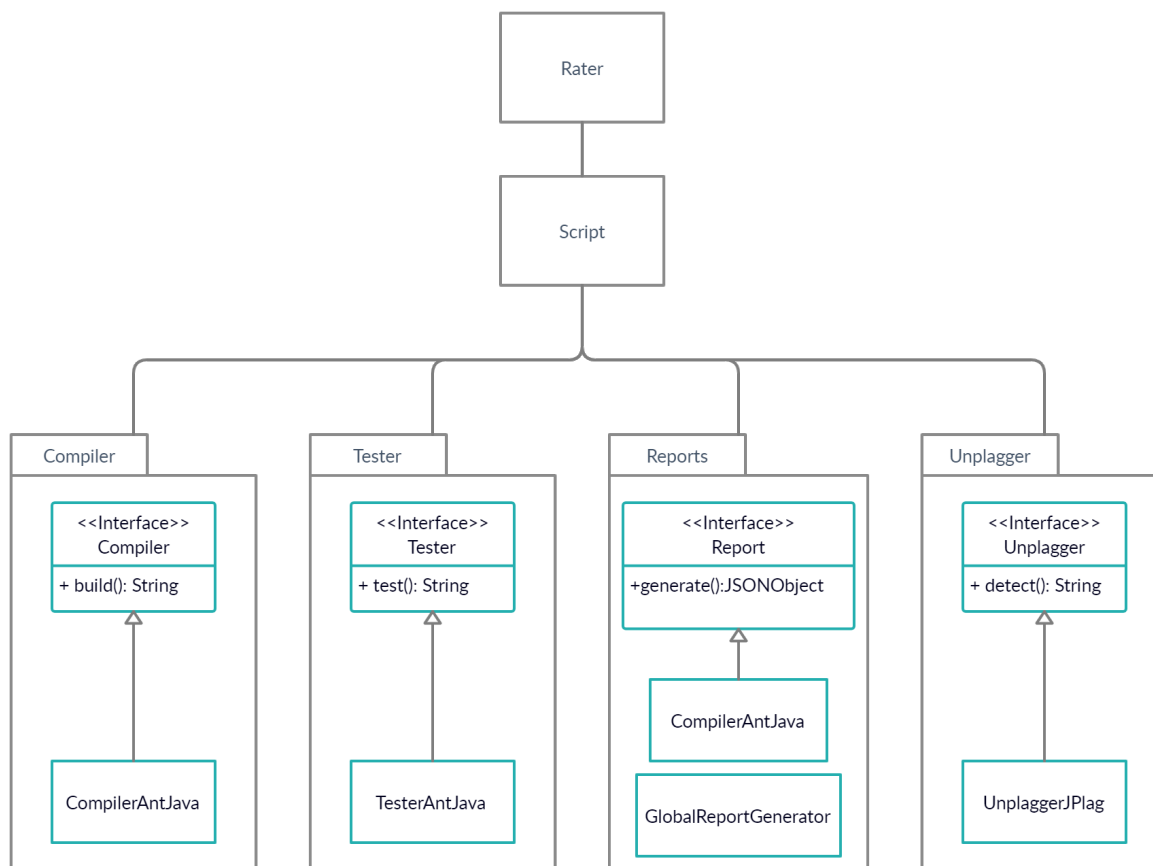 Rater
Script
Compiler
<<Interface>>
Compiler
+ build(): String
CompilerAntJava
Tester
<<Interface>>
Tester
+ test(): String
TesterAntJava
Reports
<<Interface>>
Report
+generate():JSONObject
CompilerAntJava
GlobalReportGenerator
Unplagger
<<Interface>>
Unplagger
+ detect(): String
UnplaggerJPlag